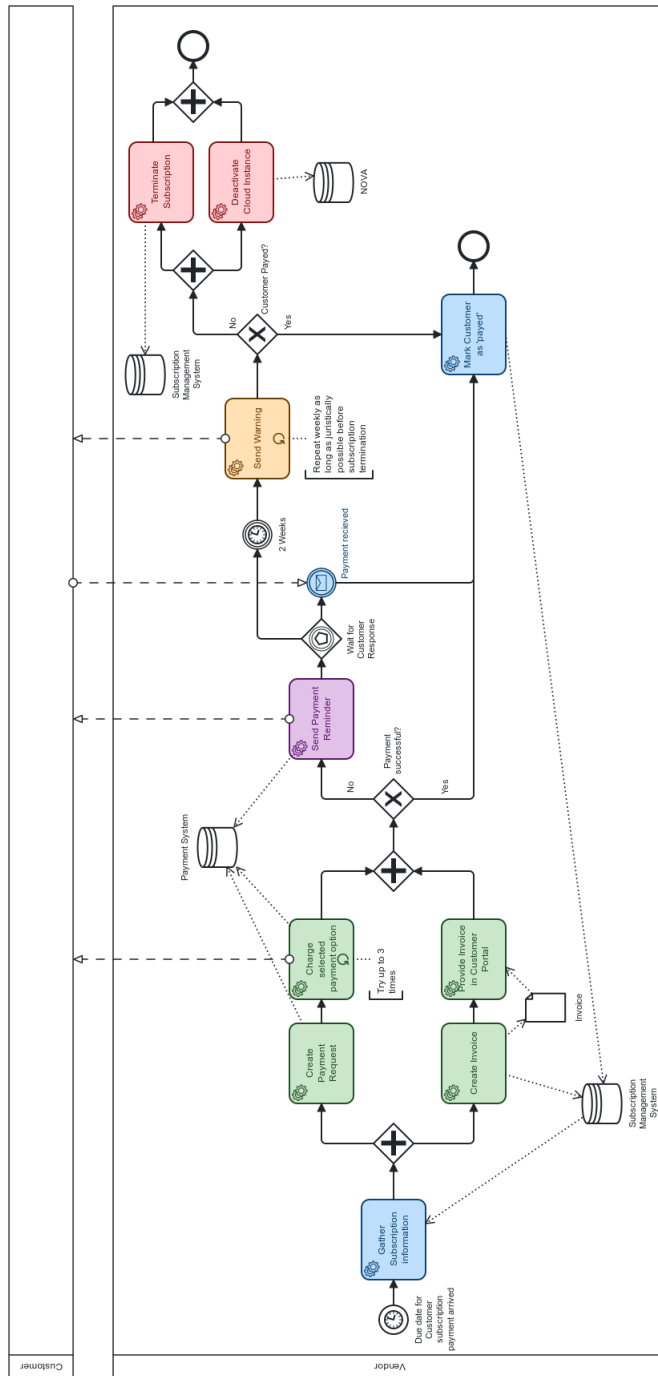 Customer
Vendor
Due date for
Customer
subscription
payment arrived
Gather
Subscription
information
Create
Payment
Request
Charge
selected
payment option
Try up to 3
times
Payment System
Create Invoice
Provide Invoice
in Customer
Portal
Invoice
Subscription
Management
System
Payment
successful?
No
Yes
Send Payment
Reminder
Wait for
Customer
Response
2 Weeks
Payment recieved
Send Warning
Repeat weekly as
long as juristically
possible before
subscription
termination
Customer Payed?
No
Yes
Mark Customer
as 'payed'
Subscription
Management
System
Terminate
Subscription
Deactivate
Cloud Instance
NOVA